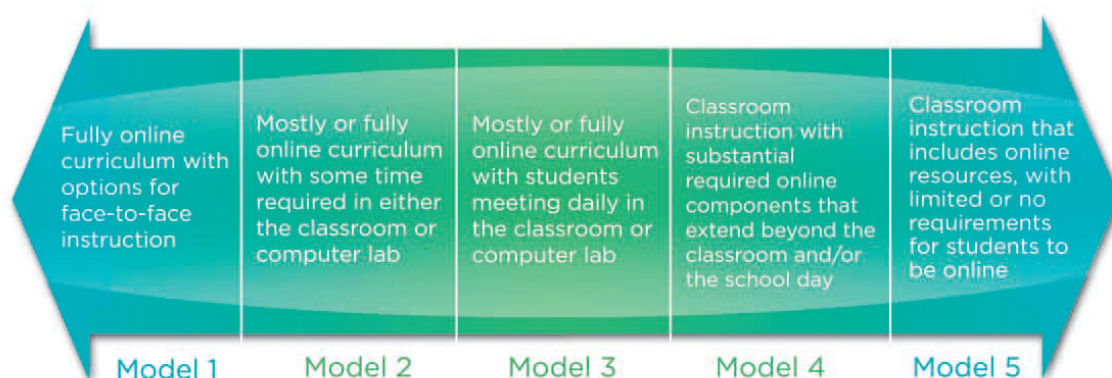 Fully online
curriculum with
options for
face-to-face
instruction
Mostly or fully
online curriculum
with some time
required in either
the classroom or
computer lab
Mostly or fully
online curriculum
with students
meeting daily in
the classroom or
computer lab
Classroom
instruction with
substantial
required online
components that
extend beyond the
classroom and/or
the school day
Classroom
instruction that
includes online
resources, with
limited or no
requirements
for students to
be online
Model 1
Model 2
Model 3
Model 4
Model 5